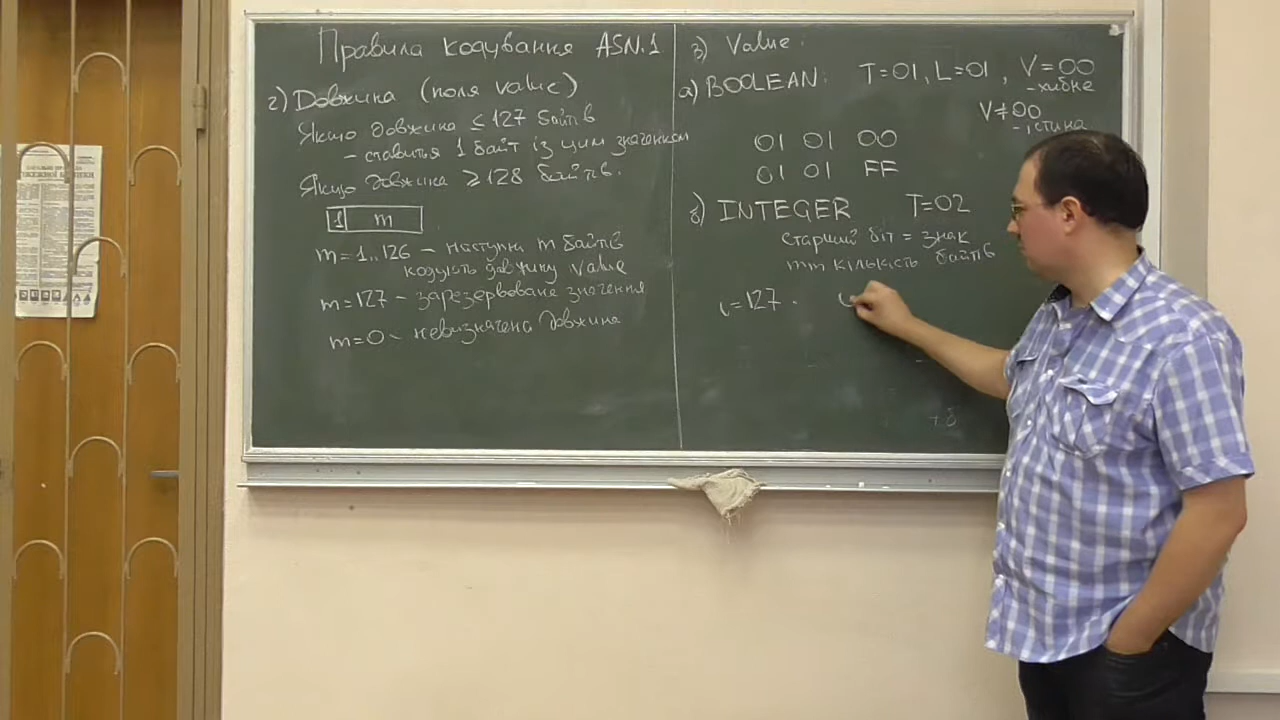 Правила кодування ASN.1
2) Довжина (поля value)
Якщо довжина ≤ 127 байтів
- ставиться 1 байт із цим значенням
Якщо довжина ≥ 128 байтів.
1 m
m=1..126 – наступні m байтів
кодують довжину value
m=127 – зарезервоване значення
m=0 – невизначена довжина
3) Value:
а) BOOLEAN: T=01, L=01, V=00
- хибне
V≠00
- істина
01 01 00
01 01 FF
б) INTEGER T=02
старший біт = знак
min кількість байтів
i=127